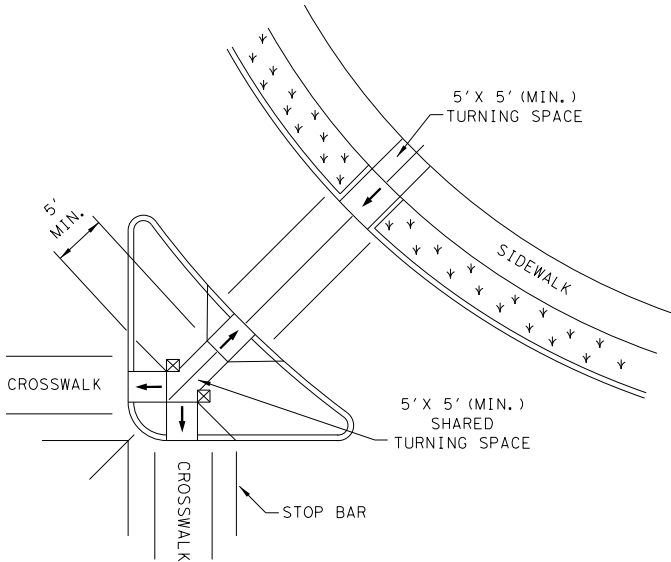 5'X 5' (MIN.)
TURNING SPACE
5'
MIN.
SIDEWALK
CROSSWALK
5'X 5' (MIN.)
SHARED
TURNING SPACE
CROSSWALK
STOP BAR